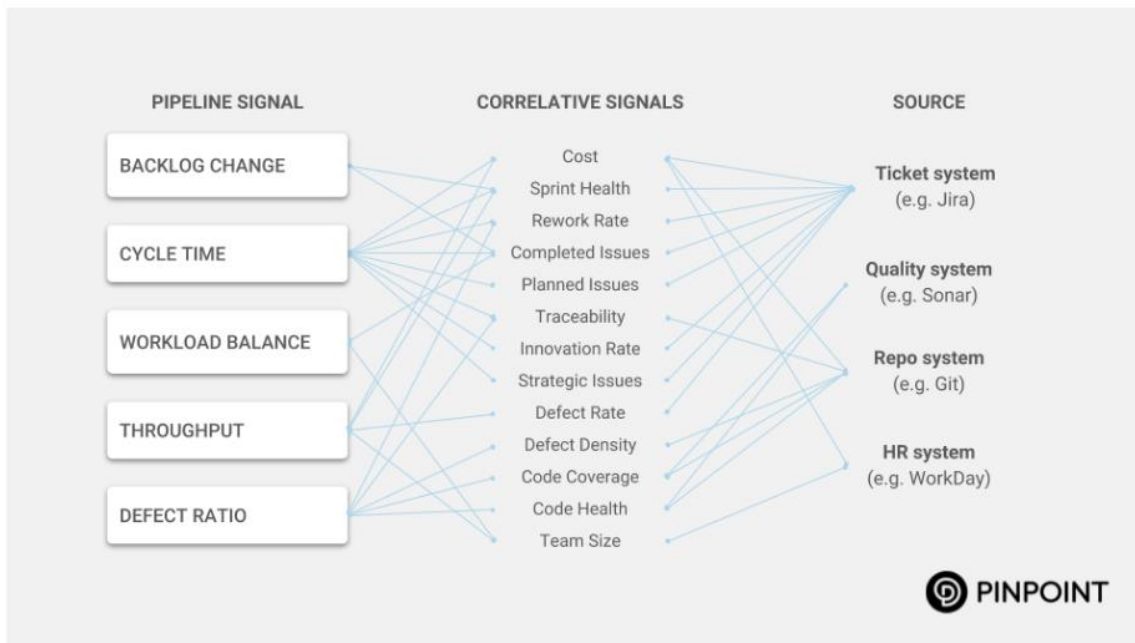 PIPELINE SIGNAL
CORRELATIVE SIGNALS
SOURCE
BACKLOG CHANGE
CYCLE TIME
WORKLOAD BALANCE
THROUGHPUT
DEFECT RATIO
Cost
Sprint Health
Rework Rate
Completed Issues
Planned Issues
Traceability
Innovation Rate
Strategic Issues
Defect Rate
Defect Density
Code Coverage
Code Health
Team Size
Ticket system
(e.g. Jira)
Quality system
(e.g. Sonar)
Repo system
(e.g. Git)
HR system
(e.g. WorkDay)
PINPOINT